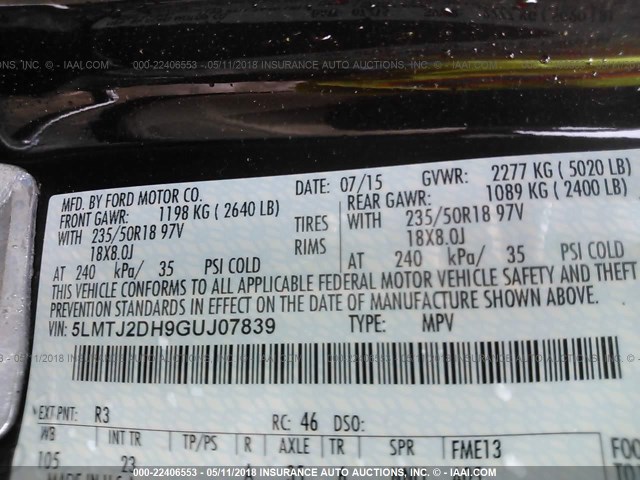 000-22406553 - 05/11/2018 INSURANCE AUTO AUCTIONS, INC. - © IAAI.COM
MFD. BY FORD MOTOR CO. DATE: 07/15 GVWR: 2277 KG ( 5020 LB)
FRONT GAWR: 1198 KG ( 2640 LB) REAR GAWR: 1089 KG ( 2400 LB)
WITH 235/50R18 97V TIRES WITH 235/50R18 97V
18X8.0J RIMS 18X8.0J
AT 240 kPa/ 35 PSI COLD AT 240 kPa/ 35 PSI COLD
THIS VEHICLE CONFORMS TO ALL APPLICABLE FEDERAL MOTOR VEHICLE SAFETY AND THEFT
PREVENTION STANDARDS IN EFFECT ON THE DATE OF MANUFACTURE SHOWN ABOVE.
VIN: 5LMTJ2DH9GUJ07839 TYPE: MPV
EXT PNT: R3 RC: 46 DSO:
WB INT TR TP/PS R AXLE TR SPR FME13
105 23
000-22406553 - 05/11/2018 INSURANCE AUTO AUCTIONS, INC. - © IAAI.COM